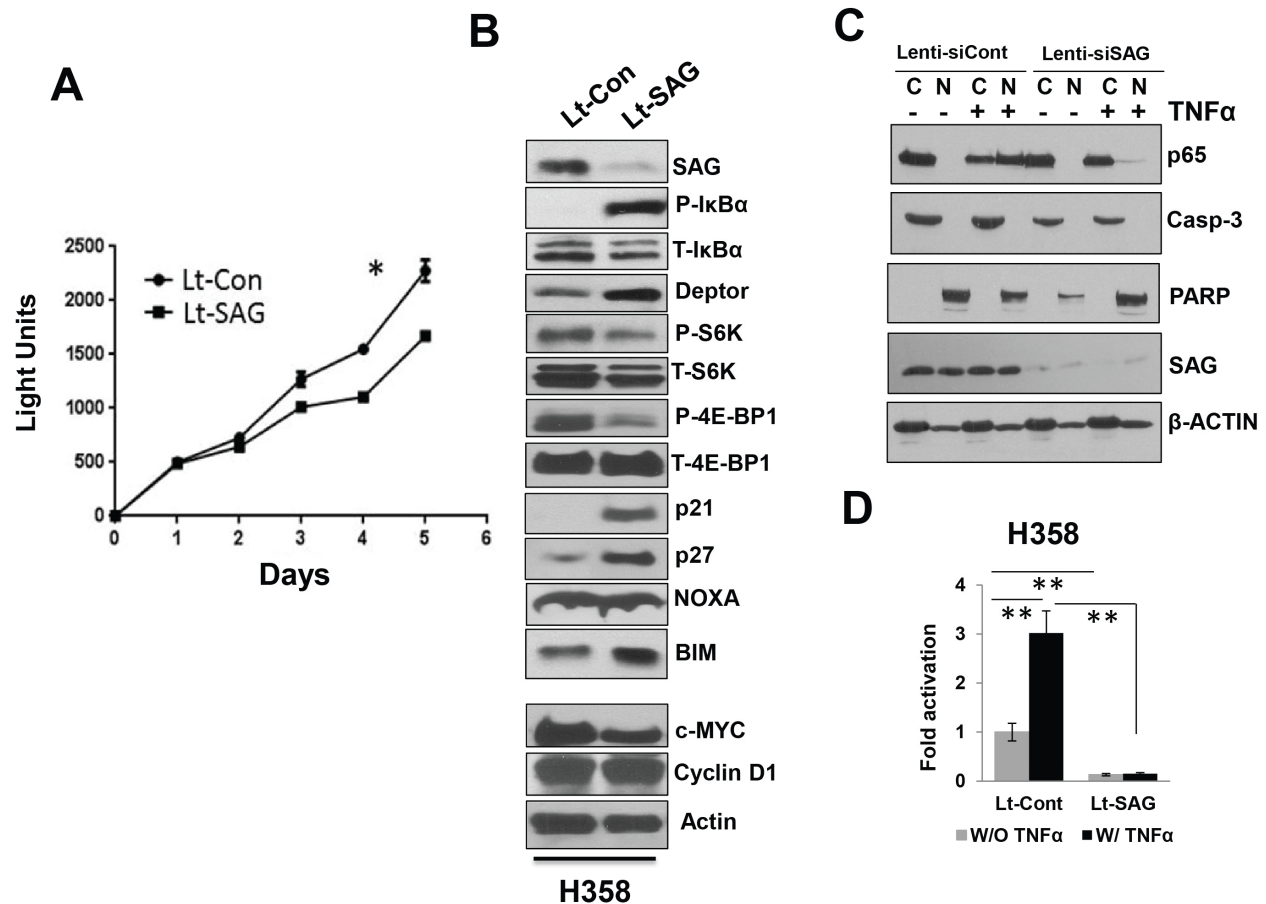 A
2500
2000
1500
1000
500
0
Light Units
Lt-Con
Lt-SAG
*
0 1 2 3 4 5 6
Days
B
Lt-Con Lt-SAG
SAG
P-IκBα
T-IκBα
Deptor
P-S6K
T-S6K
P-4E-BP1
T-4E-BP1
p21
p27
NOXA
BIM
c-MYC
Cyclin D1
Actin
H358
C
Lenti-siCont Lenti-siSAG
C N C N C N C N
- - + + - - + + TNFα
p65
Casp-3
PARP
SAG
β-ACTIN
D
H358
**
** **
4
3
2
1
0
Fold activation
Lt-Cont Lt-SAG
W/O TNFα W/ TNFα